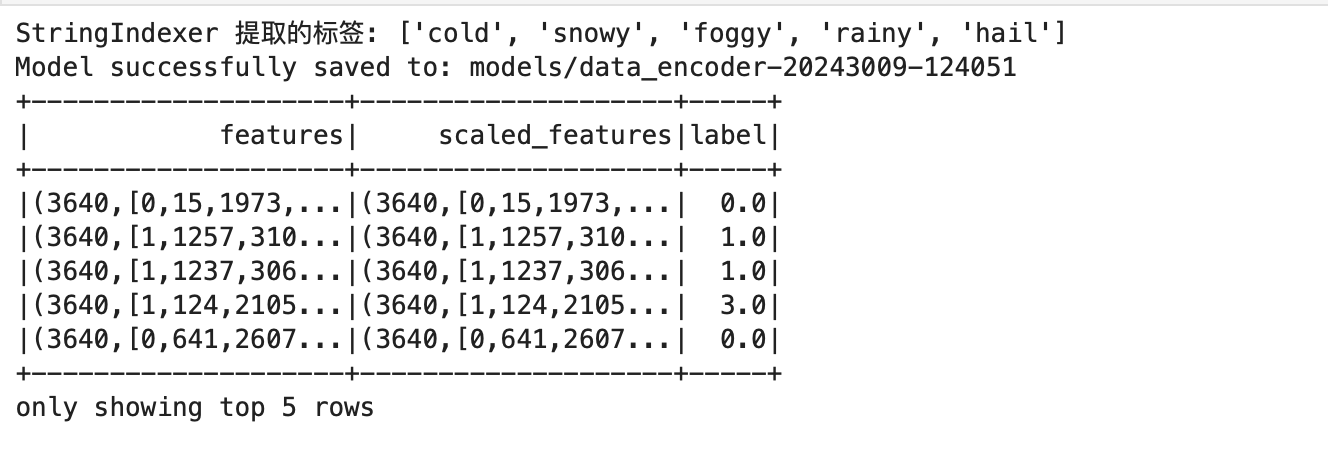 StringIndexer 提取的标签: ['cold', 'snowy', 'foggy', 'rainy', 'hail']
Model successfully saved to: models/data_encoder-20243009-124051
+--------------------+--------------------+-----+
|            features|     scaled_features|label|
+--------------------+--------------------+-----+
|(3640,[0,15,1973,...|(3640,[0,15,1973,...|  0.0|
|(3640,[1,1257,310...|(3640,[1,1257,310...|  1.0|
|(3640,[1,1237,306...|(3640,[1,1237,306...|  1.0|
|(3640,[1,124,2105...|(3640,[1,124,2105...|  3.0|
|(3640,[0,641,2607...|(3640,[0,641,2607...|  0.0|
+--------------------+--------------------+-----+
only showing top 5 rows